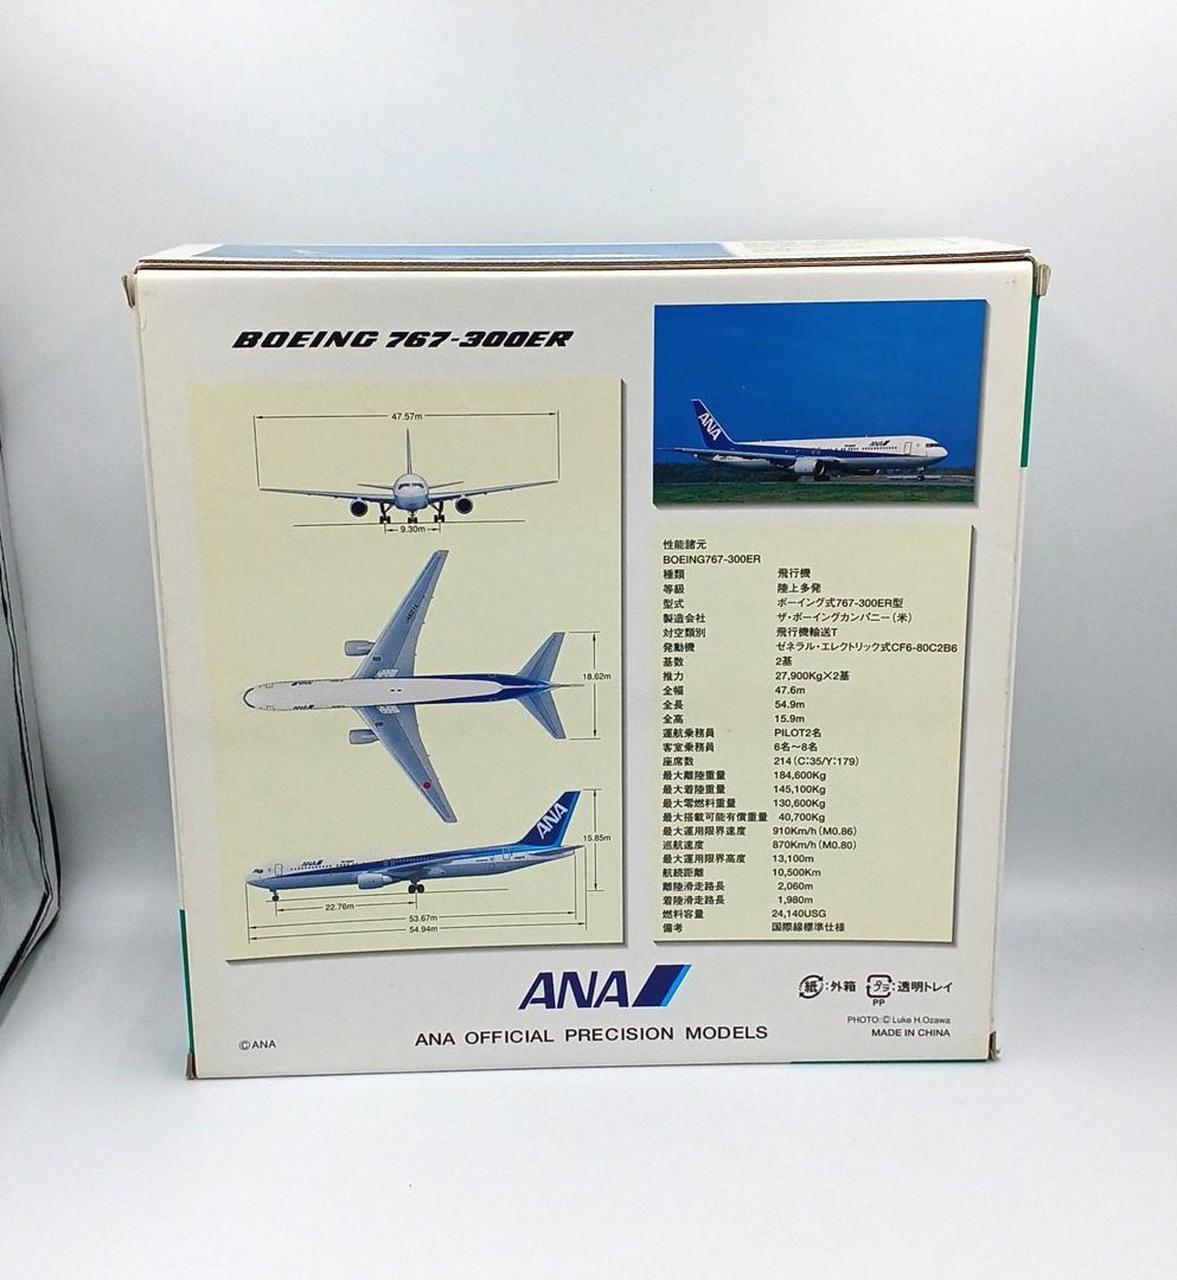 BOEING 767-300ER
47.57m
9.30m
18.62m
15.85m
22.76m
53.67m
54.94m
ANA
ANA
ANA
ANA
性能諸元
BOEING767-300ER
種類 飛行機
等級 陸上多発
型式 ボーイング式767-300ER型
製造会社 ザ・ボーイングカンパニー(米)
対空類別 飛行機輸送T
発動機 ゼネラル・エレクトリック式CF6-80C2B6
基数 2基
推力 27,900Kg×2基
全幅 47.6m
全長 54.9m
全高 15.9m
運航乗務員 PILOT2名
客室乗務員 6名〜8名
座席数 214(C:35/Y:179)
最大離陸重量 184,600Kg
最大着陸重量 145,100Kg
最大零燃料重量 130,600Kg
最大搭載可能有償重量 40,700Kg
最大運用限界速度 910Km/h(M0.86)
巡航速度 870Km/h(M0.80)
最大運用限界高度 13,100m
航続距離 10,500Km
離陸滑走路長 2,060m
着陸滑走路長 1,980m
燃料容量 24,140USG
備考 国際線標準仕様
ANA
ANA OFFICIAL PRECISION MODELS
©ANA
紙:外箱 プラ:透明トレイ
PP
PHOTO:© Luke H.Ozawa
MADE IN CHINA